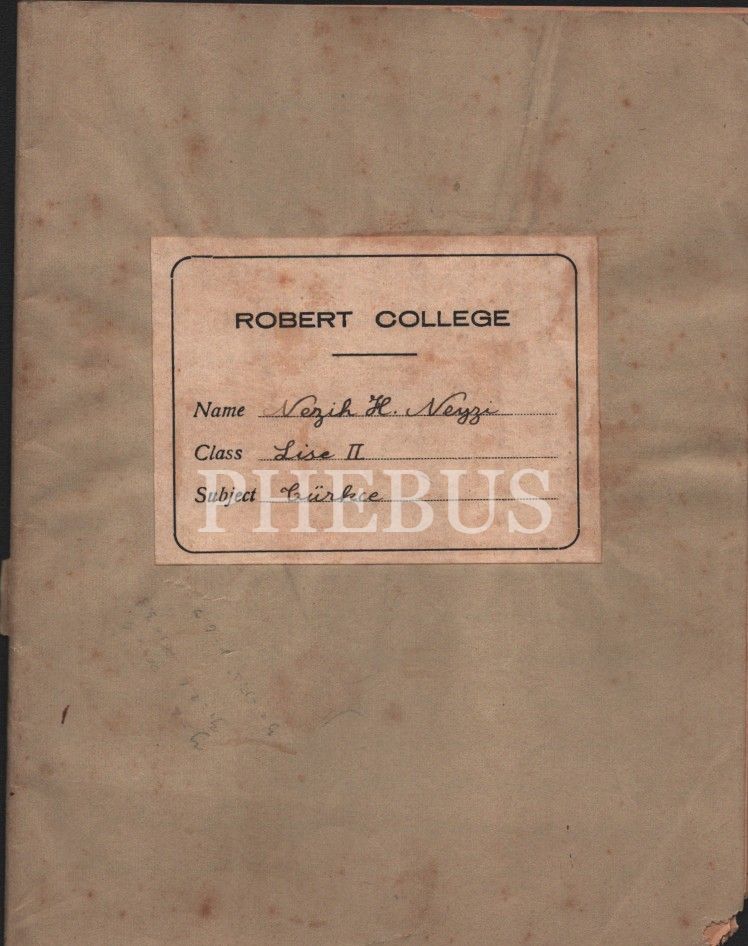 ROBERT COLLEGE
Name Nezih H. Neyzi
Class Lise II
Subject Türkçe
PHEBUS